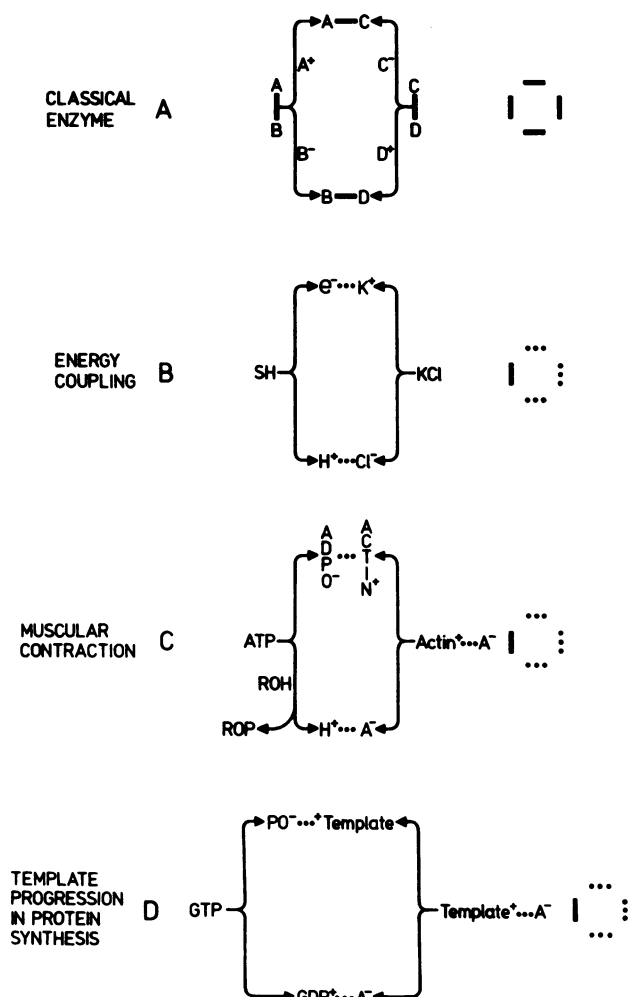 A—C
A⁺ C⁻
CLASSICAL ENZYME A
A B
C D
B⁻ D⁺
B—D
e⁻···K⁺
ENERGY COUPLING B
SH
KCl
H⁺···Cl⁻
ADPO⁻···ACTIN⁺
MUSCULAR CONTRACTION C
ATP
Actin⁺···A⁻
ROH
ROP
H⁺···A⁻
PO⁻···⁺Template
TEMPLATE
PROGRESSION
IN PROTEIN
SYNTHESIS
D
GTP
Template⁺···A⁻
GDP⁺···A⁻